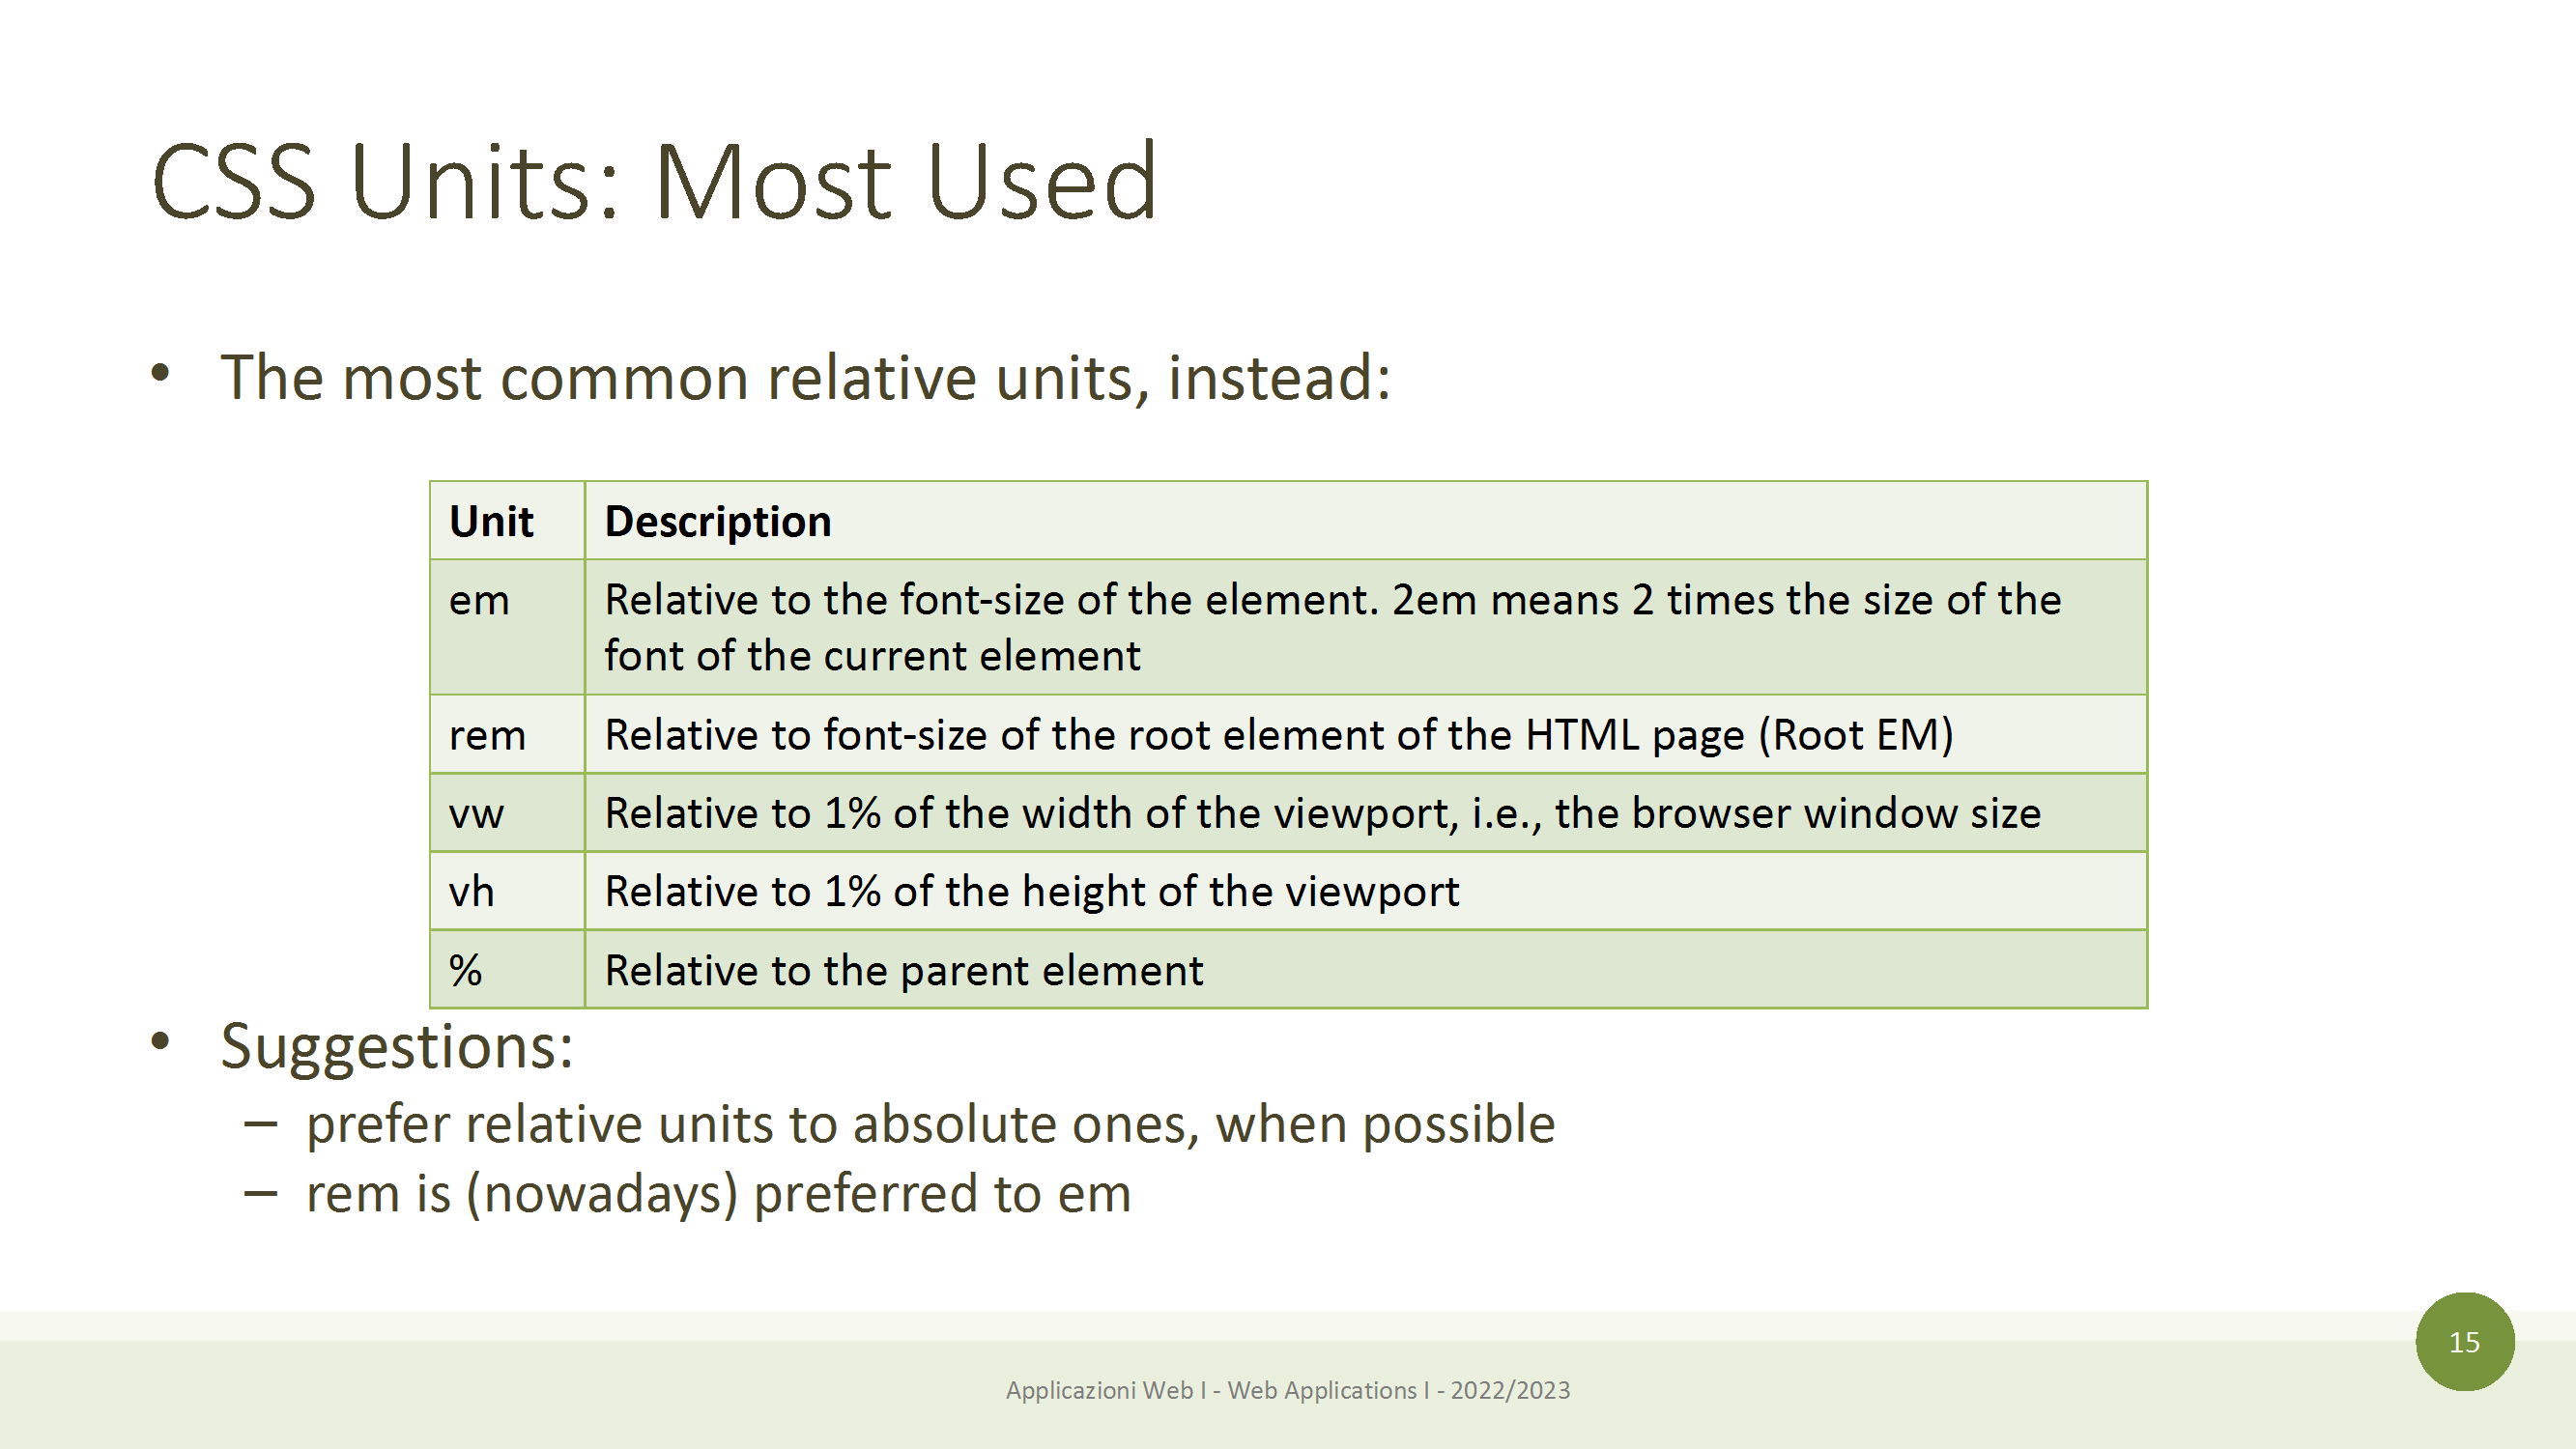 CSS Units: Most Used
• The most common relative units, instead:
Unit Description
em Relative to the font-size of the element. 2em means 2 times the size of the
font of the current element
rem Relative to font-size of the root element of the HTML page (Root EM)
vw Relative to 1% of the width of the viewport, i.e., the browser window size
vh Relative to 1% of the height of the viewport
% Relative to the parent element
• Suggestions:
– prefer relative units to absolute ones, when possible
– rem is (nowadays) preferred to em
15
Applicazioni Web I - Web Applications I - 2022/2023